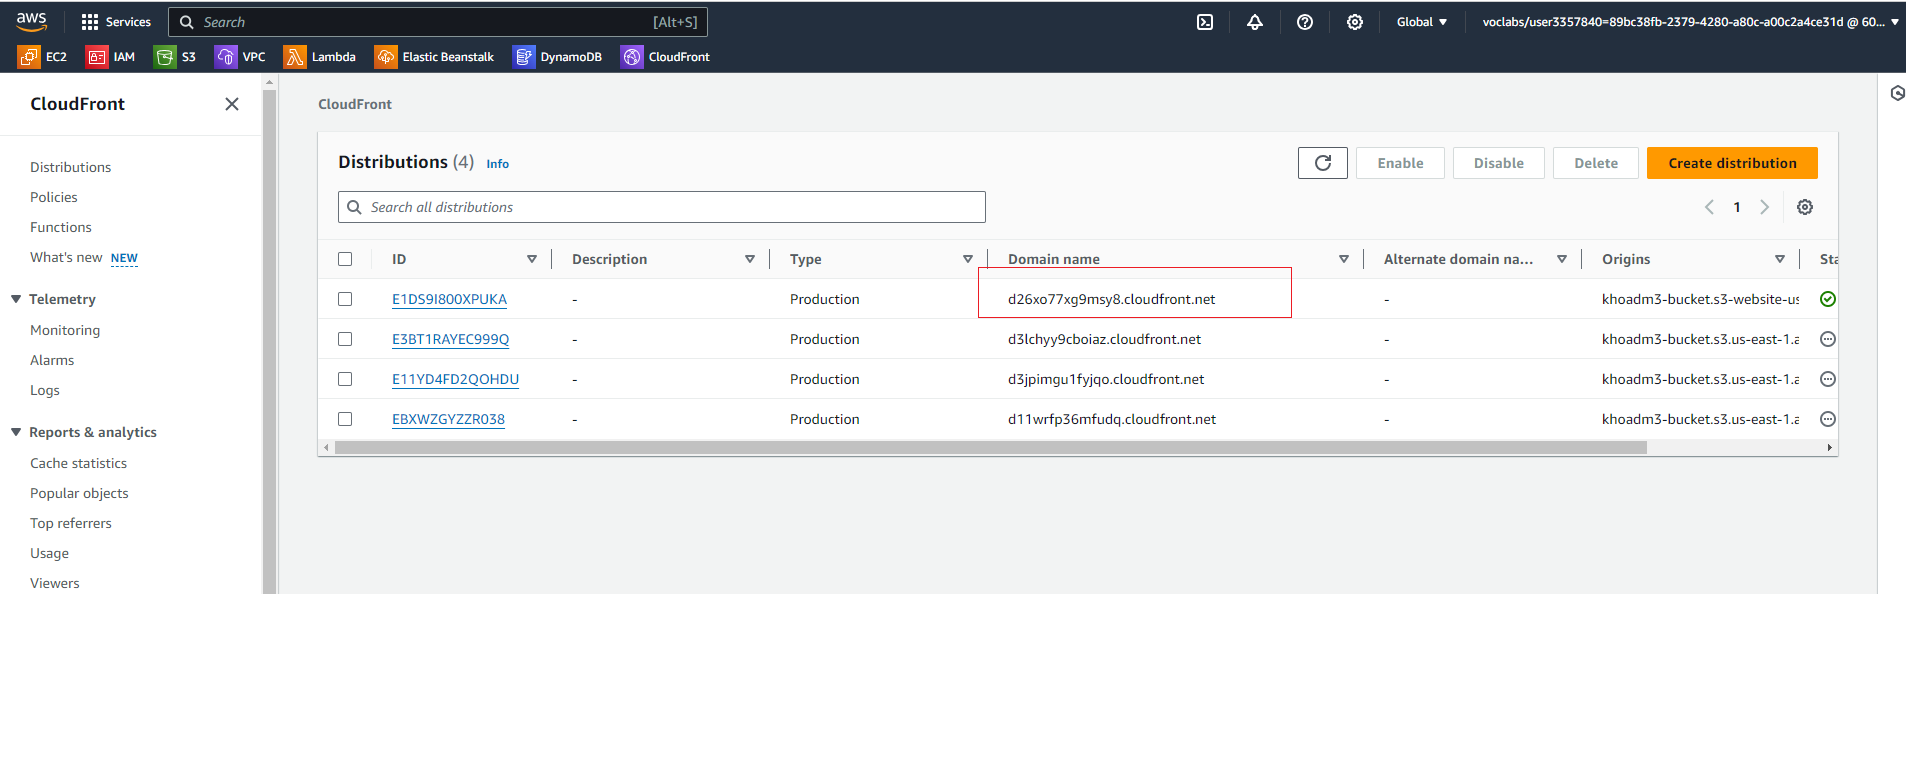 aws Services Search [Alt+S] Global voclabs/user3357840=89bc38fb-2379-4280-a80c-a00c2a4ce31d @ 60...
EC2 IAM S3 VPC Lambda Elastic Beanstalk DynamoDB CloudFront
CloudFront
Distributions
Policies
Functions
What's new NEW
Telemetry
Monitoring
Alarms
Logs
Reports & analytics
Cache statistics
Popular objects
Top referrers
Usage
Viewers
CloudFront
Distributions (4) Info Enable Disable Delete Create distribution
Search all distributions 1
ID Description Type Domain name Alternate domain na... Origins Sta
E1DS9I800XPUKA - Production d26xo77xg9msy8.cloudfront.net - khoadm3-bucket.s3-website-us
E3BT1RAYEC999Q - Production d3lchyy9cboiaz.cloudfront.net - khoadm3-bucket.s3.us-east-1.a
E11YD4FD2QOHDU - Production d3jpimgu1fyjqo.cloudfront.net - khoadm3-bucket.s3.us-east-1.a
EBXWZGYZZR038 - Production d11wrfp36mfudq.cloudfront.net - khoadm3-bucket.s3.us-east-1.a